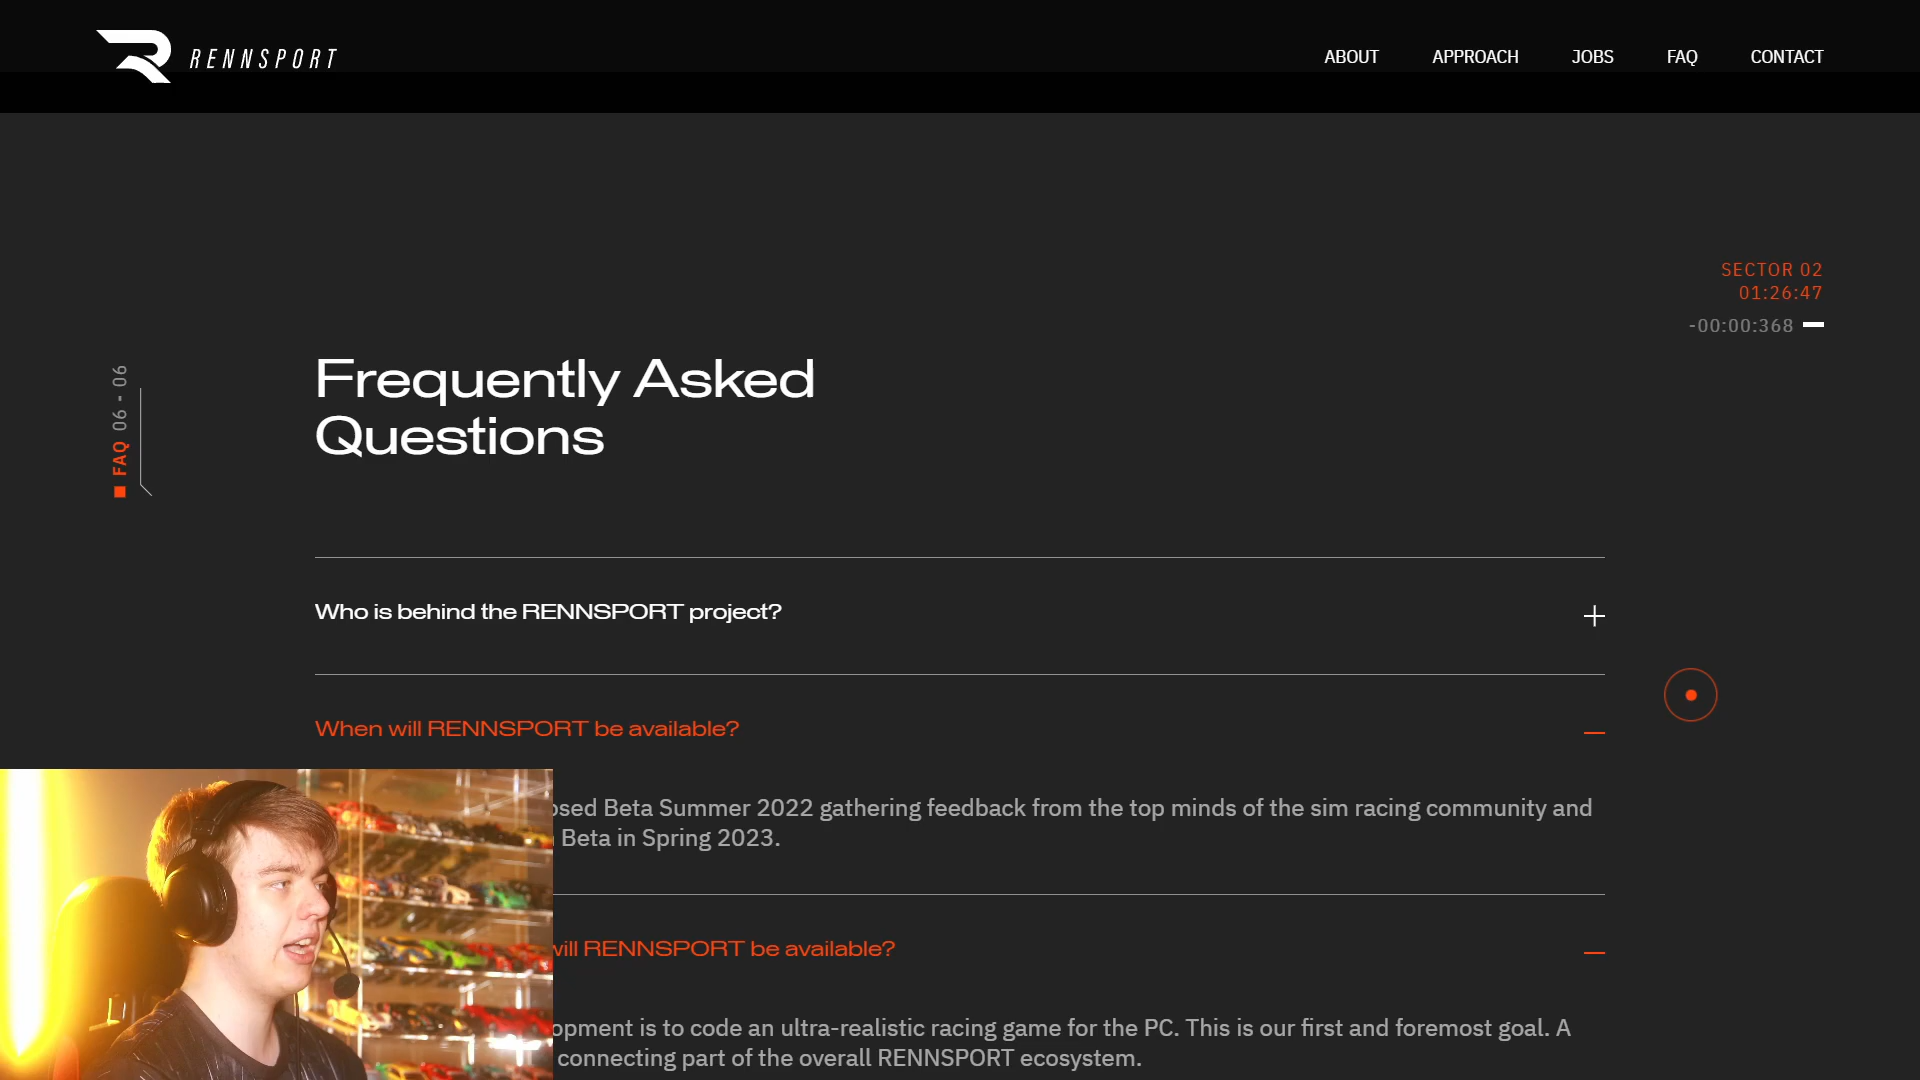 RENNSPORT
ABOUT
APPROACH
JOBS
FAQ
CONTACT
SECTOR 02
01:26:47
-00:00:368
FAQ 06 - 06
Frequently Asked
Questions
Who is behind the RENNSPORT project?
When will RENNSPORT be available?
Beta Summer 2022 gathering feedback from the top minds of the sim racing community and
Beta in Spring 2023.
will RENNSPORT be available?
is to code an ultra-realistic racing game for the PC. This is our first and foremost goal. A
connecting part of the overall RENNSPORT ecosystem.